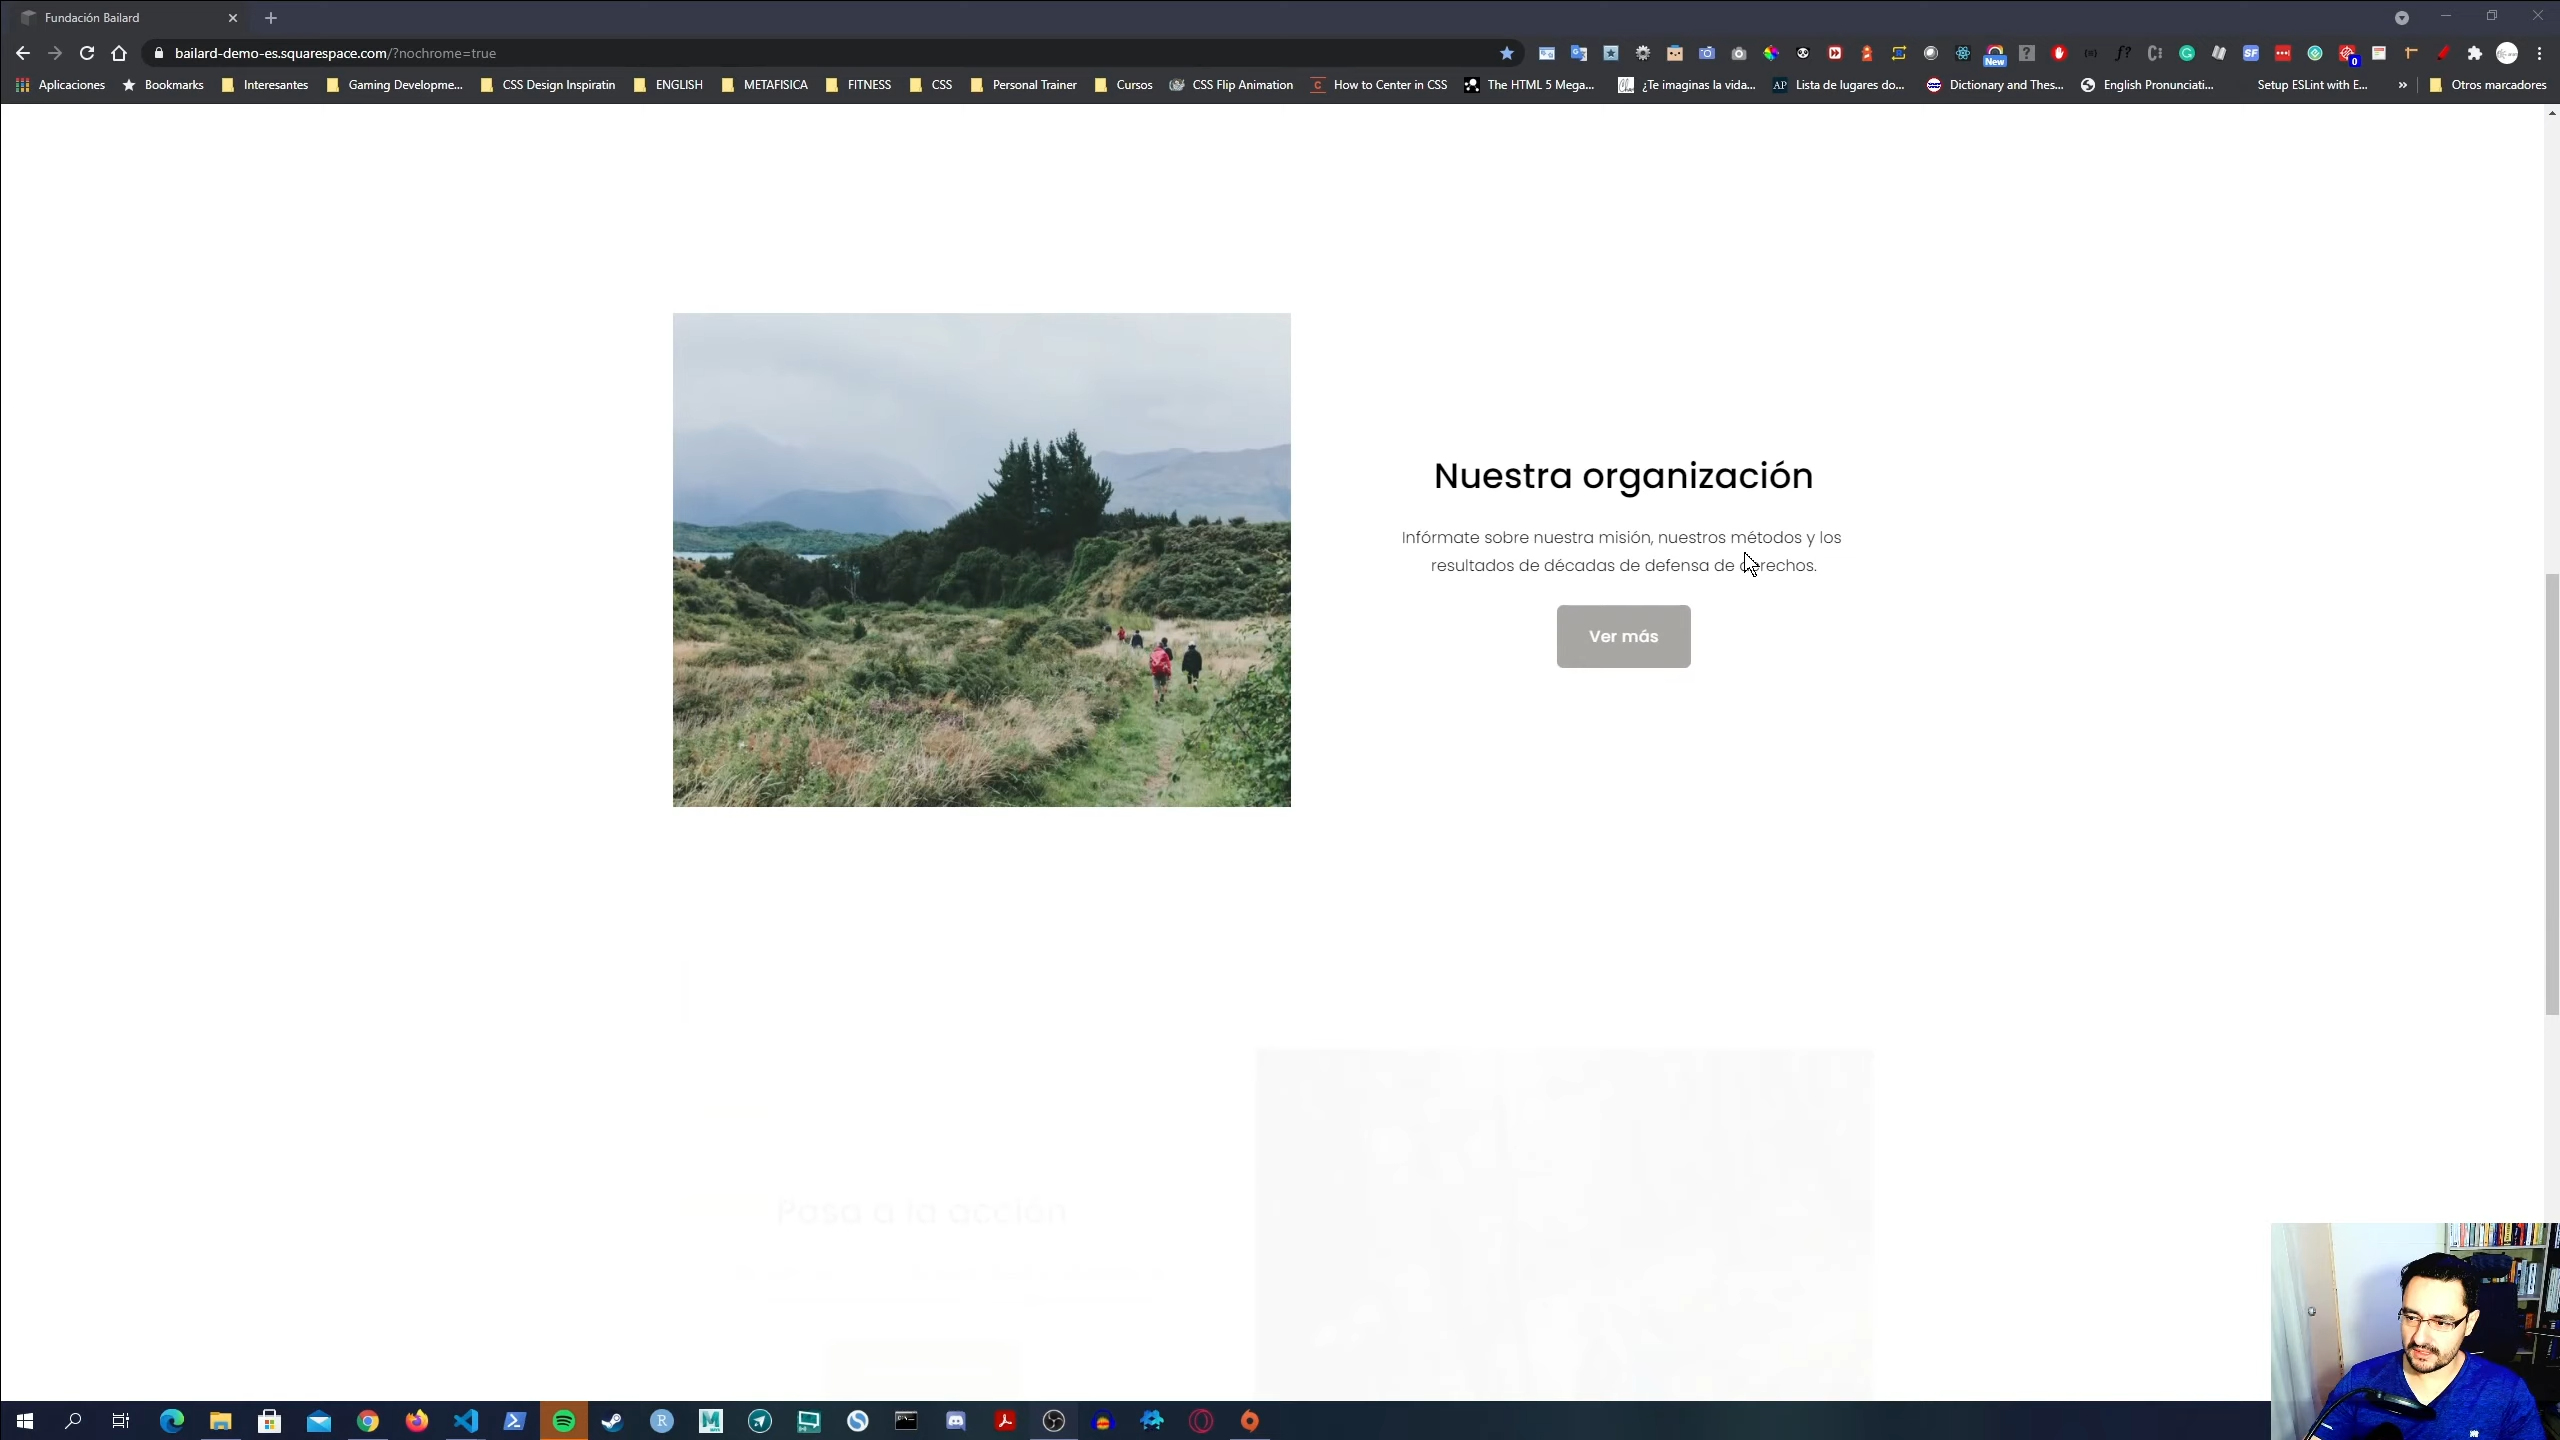 Fundación Bailard
bailard-demo-es.squarespace.com/?nochrome=true
New
0
Aplicaciones
Bookmarks
Interesantes
Gaming Developme...
CSS Design Inspiratin
ENGLISH
METAFISICA
FITNESS
CSS
Personal Trainer
Cursos
CSS Flip Animation
How to Center in CSS
The HTML 5 Mega...
¿Te imaginas la vida...
Lista de lugares do...
Dictionary and Thes...
English Pronunciati...
Setup ESLint with E...
»
Otros marcadores
Nuestra organización
Infórmate sobre nuestra misión, nuestros métodos y los
resultados de décadas de defensa de derechos.
Ver más
Pasa a la acción